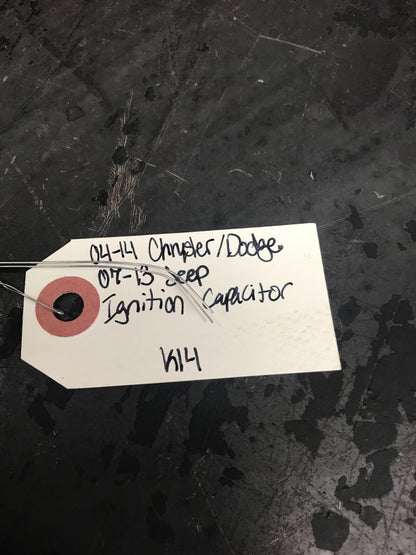 04-14 Chrysler/Dodge
07-13 Jeep
Ignition Capacitor
K14